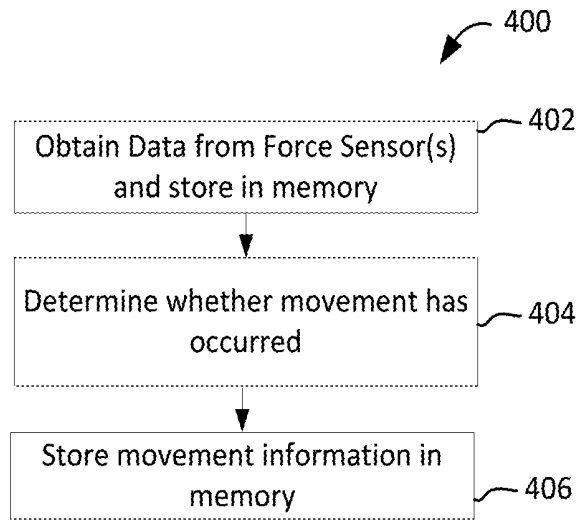 400
402
Obtain Data from Force Sensor(s)
and store in memory
Determine whether movement has
occurred
404
Store movement information in
memory
406